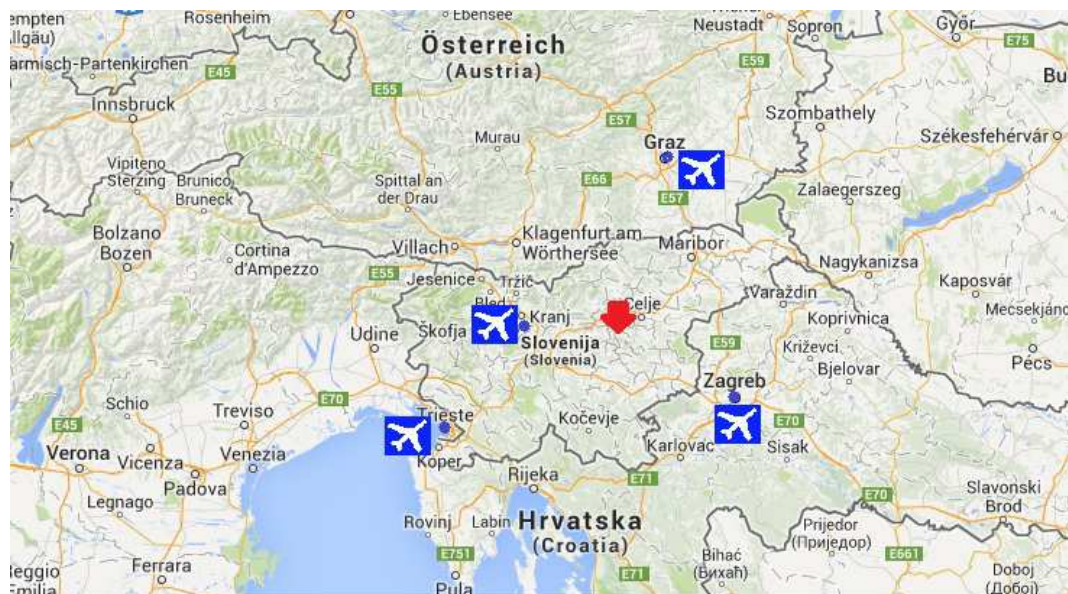 empten
Allgäu)
Rosenheim
Ebensee
Neustadt
Sopron
Győr
E75
armisch-Partenkirchen
E45
Österreich
(Austria)
E59
Bu
E55
Innsbruck
E57
Murau
Graz
Szombathely
Székesfehérvár
Vipiteno
Sterzing
Brunico
Bruneck
Spittal an
der Drau
E66
E57
Zalaegerszeg
Bolzano
Bozen
Cortina
d'Ampezzo
Villach
Klagenfurt am
Wörthersee
Maribor
Nagykanizsa
E55
Jesenice
Tržič
Bled
Kranj
Celje
Varaždin
Kaposvár
Mecsekjáno
Udine
Škofja
Slovenija
(Slovenia)
E59
Koprivnica
Križevci
Bjelovar
Pécs
Zagreb
Schio
Treviso
E70
Trieste
Kočevje
E70
E45
Verona
Vicenza
Venezia
Koper
Karlovac
Sisak
Padova
Rijeka
E71
Legnago
E70
Slavonski
Brod
Rovinj
Labin
Hrvatska
(Croatia)
Prijedor
(Приједор)
E751
Bihać
(Бихаћ)
E661
Ferrara
Reggio
Emilia
Pula
E71
Doboj
(Добој)